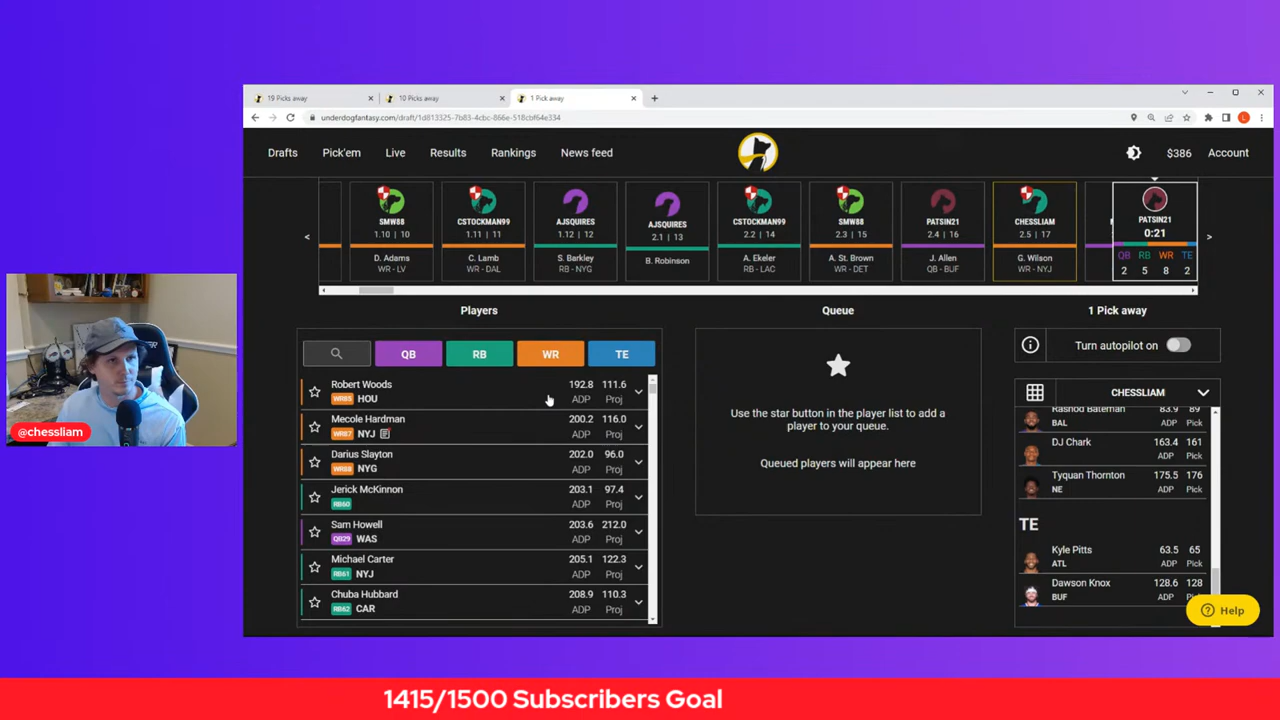 19 Picks away
10 Picks away
1 Pick away
underdogfantasy.com/draft/1d813325-7b83-4cbc-866e-518cbf64e334
Drafts Pick'em Live Results Rankings News feed
$386 Account
SMW88
1.10 | 10
D. Adams
WR - LV
CSTOCKMAN99
1.11 | 11
C. Lamb
WR - DAL
AJSQUIRES
1.12 | 12
S. Barkley
RB - NYG
AJSQUIRES
2.1 | 13
B. Robinson
CSTOCKMAN99
2.2 | 14
A. Ekeler
RB - LAC
SMW88
2.3 | 15
A. St. Brown
WR - DET
PATSIN21
2.4 | 16
J. Allen
QB - BUF
CHESSLIAM
2.5 | 17
G. Wilson
WR - NYJ
PATSIN21
0:21
QB RB WR TE
2 5 8 2
Players
QB RB WR TE
Robert Woods 192.8 111.6
WR85 HOU ADP Proj
Mecole Hardman 200.2 116.0
WR87 NYJ ADP Proj
Darius Slayton 202.0 96.0
WR88 NYG ADP Proj
Jerick McKinnon 203.1 97.4
RB60 ADP Proj
Sam Howell 203.6 212.0
QB29 WAS ADP Proj
Michael Carter 205.1 122.3
RB61 NYJ ADP Proj
Chuba Hubbard 208.9 110.3
RB62 CAR ADP Proj
Queue
Use the star button in the player list to add a
player to your queue.
Queued players will appear here
1 Pick away
Turn autopilot on
CHESSLIAM
Rashod Bateman 83.9 89
BAL ADP Pick
DJ Chark 163.4 161
ADP Pick
Tyquan Thornton 175.5 176
NE ADP Pick
TE
Kyle Pitts 63.5 65
ATL ADP Pick
Dawson Knox 128.6 128
BUF ADP Pick
Help
@chessliam
1415/1500 Subscribers Goal